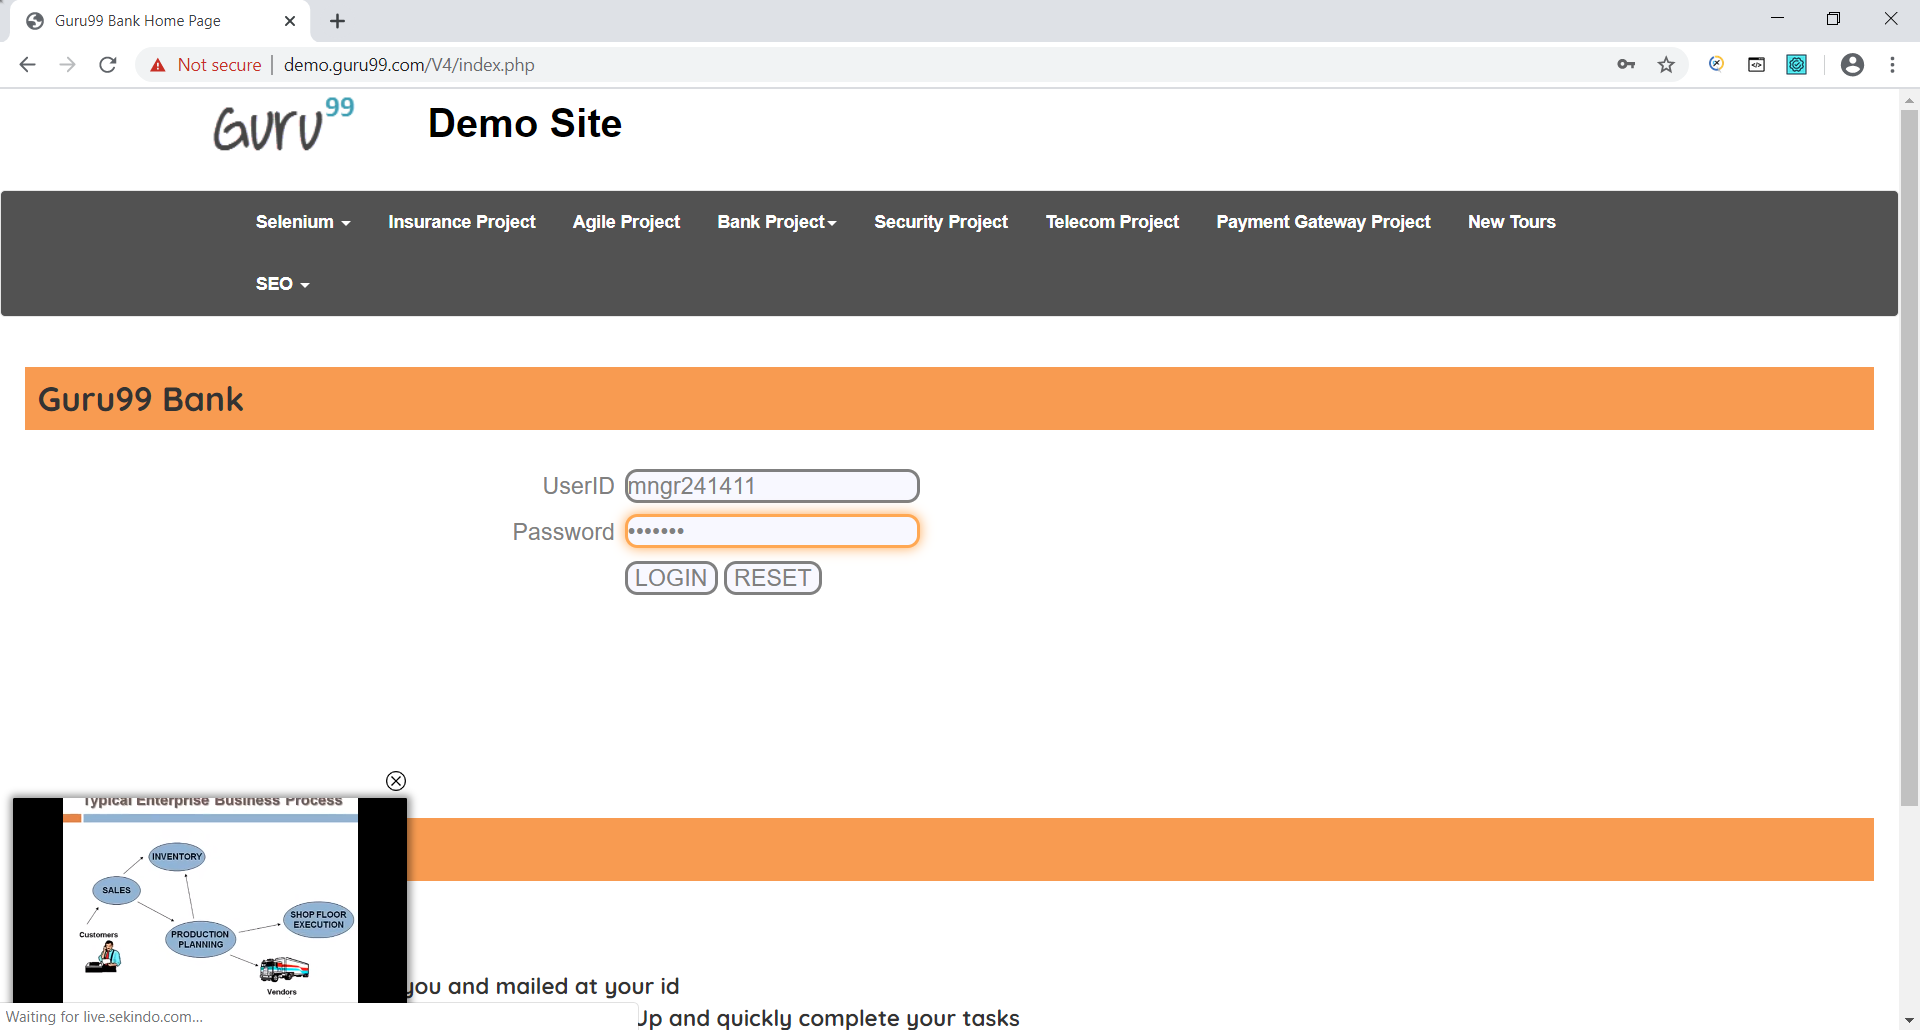 Guru99 Bank Home Page
Not secure | demo.guru99.com/V4/index.php
Guru99 Demo Site
Selenium Insurance Project Agile Project Bank Project Security Project Telecom Project Payment Gateway Project New Tours
SEO
Guru99 Bank
UserID mngr241411
Password •••••••
LOGIN RESET
Typical Enterprise Business Process
INVENTORY
SALES
SHOP FLOOR
EXECUTION
PRODUCTION
PLANNING
Customers
Vendors
you and mailed at your id
Up and quickly complete your tasks
Waiting for live.sekindo.com...